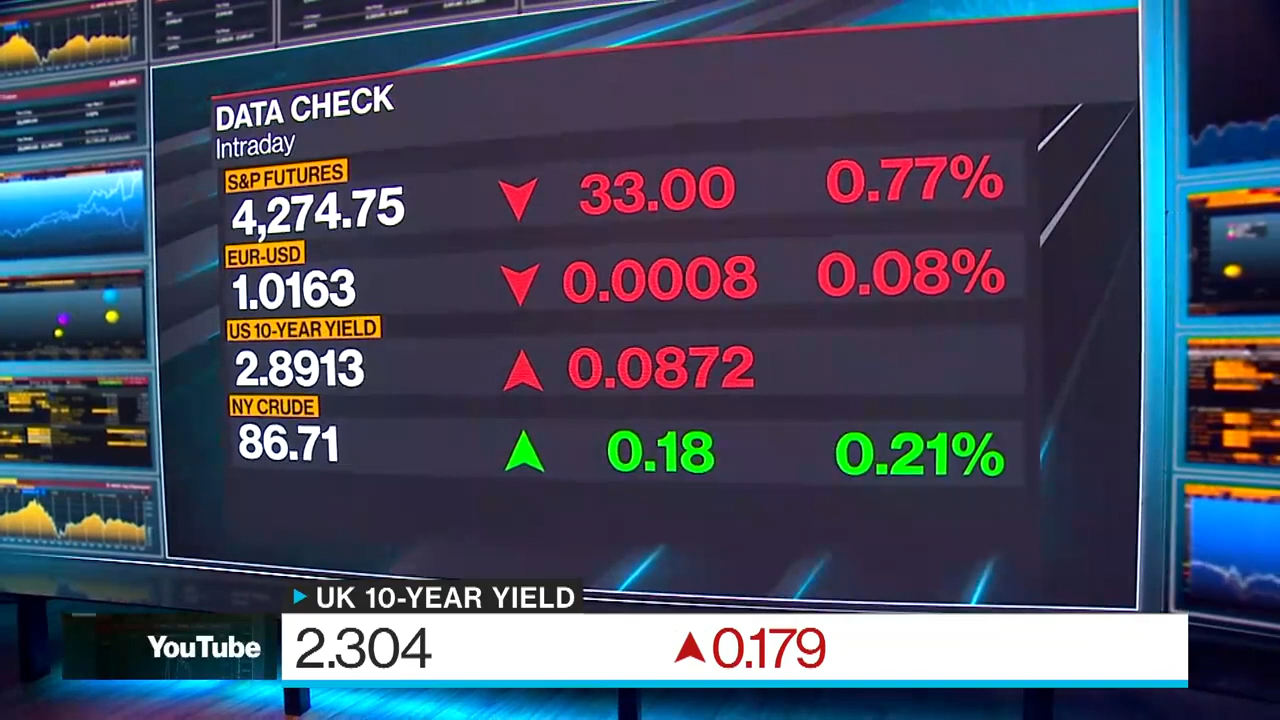 DATA CHECK
Intraday
S&P FUTURES
4,274.75 33.00 0.77%
EUR-USD
1.0163 0.0008 0.08%
US 10-YEAR YIELD
2.8913 0.0872
NY CRUDE
86.71 0.18 0.21%
UK 10-YEAR YIELD
YouTube 2.304 0.179